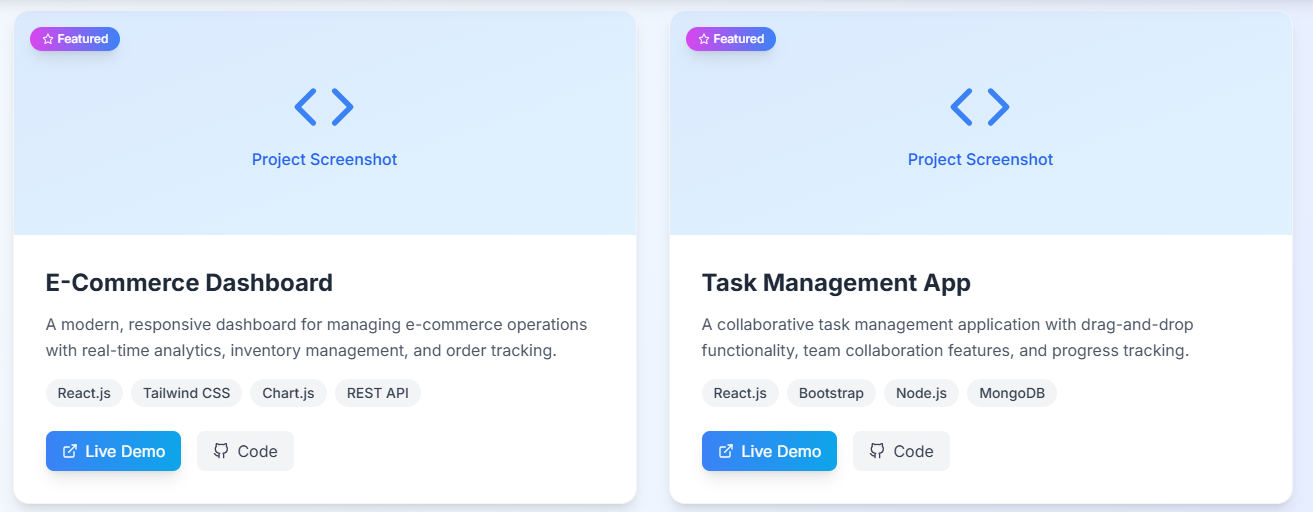 Featured
Project Screenshot
E-Commerce Dashboard
A modern, responsive dashboard for managing e-commerce operations
with real-time analytics, inventory management, and order tracking.
React.js Tailwind CSS Chart.js REST API
Live Demo Code
Featured
Project Screenshot
Task Management App
A collaborative task management application with drag-and-drop
functionality, team collaboration features, and progress tracking.
React.js Bootstrap Node.js MongoDB
Live Demo Code